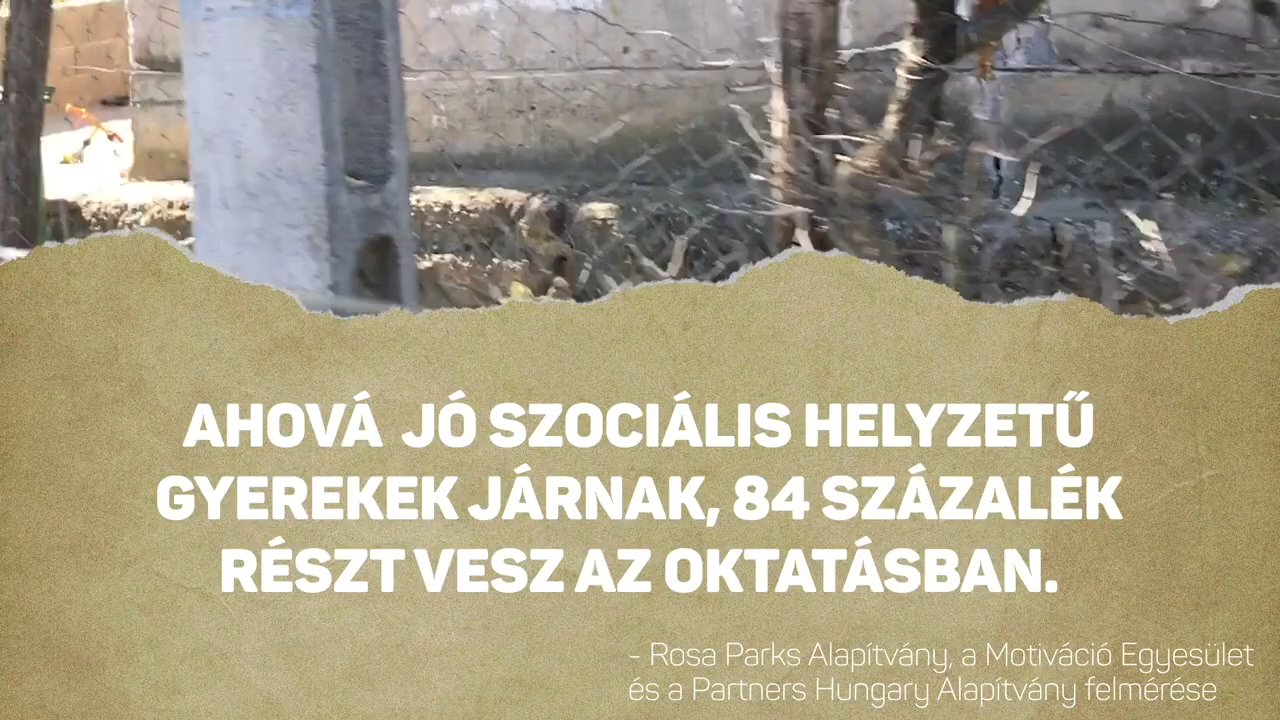 AHOVÁ JÓ SZOCIÁLIS HELYZETŰ
GYEREKEK JÁRNAK, 84 SZÁZALÉK
RÉSZT VESZ AZ OKTATÁSBAN.
- Rosa Parks Alapítvány, a Motiváció Egyesület
és a Partners Hungary Alapítvány felmérése